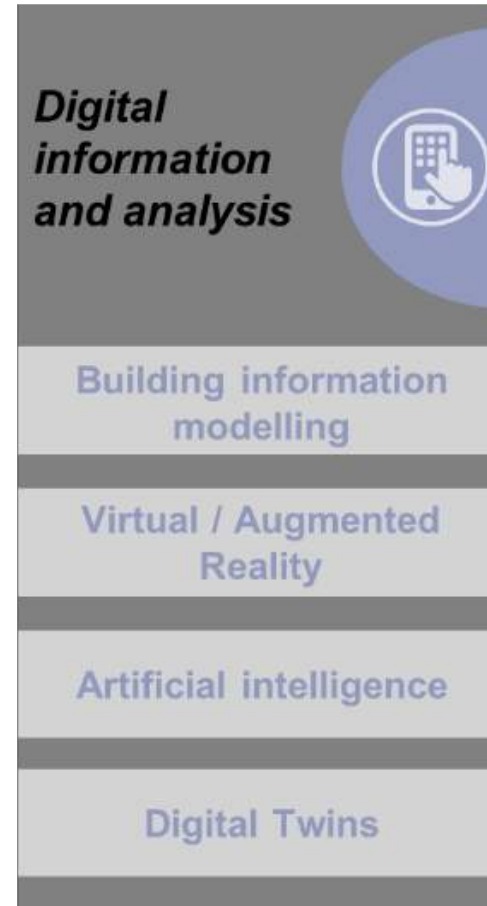 Digital
information
and analysis
Building information
modelling
Virtual / Augmented
Reality
Artificial intelligence
Digital Twins